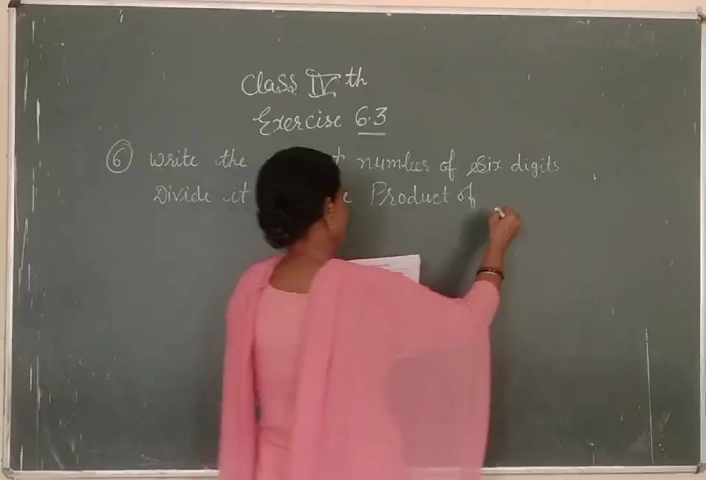 Class IV th
Exercise 6.3
6 Write the number of Six digits
Divide it Product of